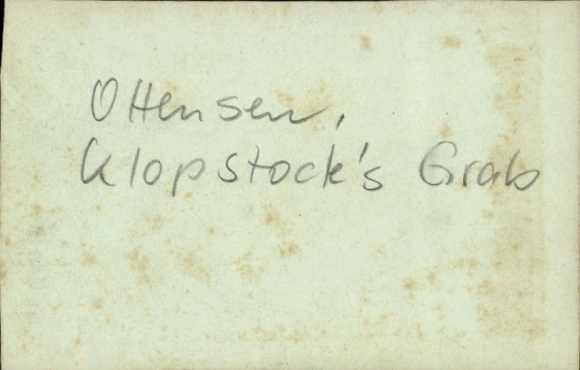 Ottensen,
Klopstock's Grab